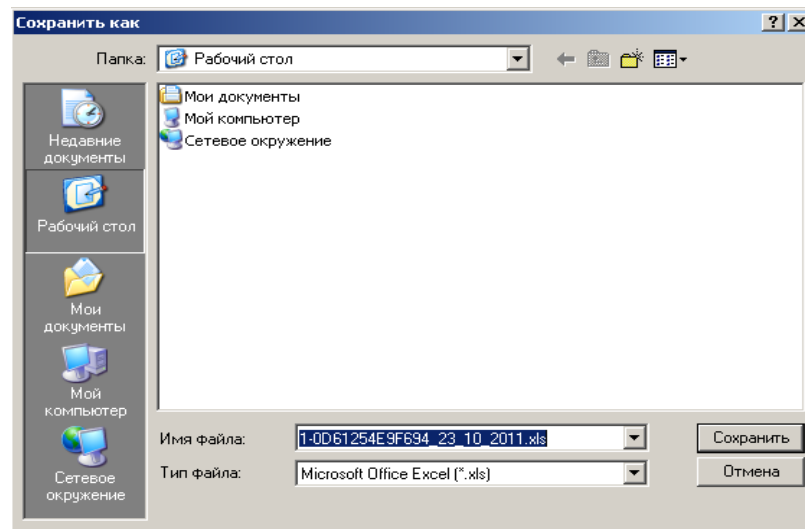 Сохранить как
Папка:
Рабочий стол
Недавние
документы
Рабочий стол
Мои
документы
Мой
компьютер
Сетевое
окружение
Мои документы
Мой компьютер
Сетевое окружение
Имя файла:
1-0D61254E9F694_23_10_2011.xls
Сохранить
Тип файла:
Microsoft Office Excel (*.xls)
Отмена